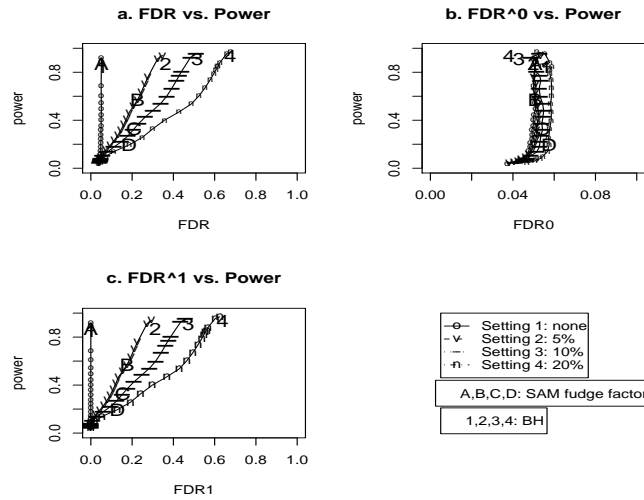 a. FDR vs. Power
power
0.0 0.4 0.8
0.0 0.2 0.4 0.6 0.8 1.0
FDR
A B C D
1 2 3 4
b. FDR^0 vs. Power
power
0.0 0.4 0.8
0.00 0.04 0.08
FDR0
4 3
1
B
D
c. FDR^1 vs. Power
power
0.0 0.4 0.8
0.0 0.2 0.4 0.6 0.8 1.0
FDR1
A B C D
2 3 4
Setting 1: none
Setting 2: 5%
Setting 3: 10%
Setting 4: 20%
A,B,C,D: SAM fudge factor
1,2,3,4: BH